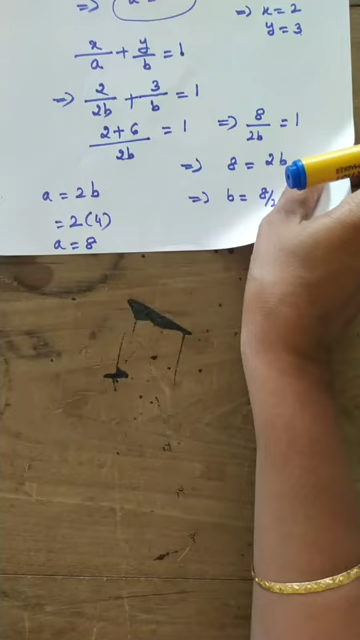 => x = 2
y = 3
x/a + y/b = 1
=> 2/2b + 3/b = 1
2+6/2b = 1 => 8/2b = 1
=> 8 = 2b
a = 2b => b = 8/2
= 2(4)
a = 8